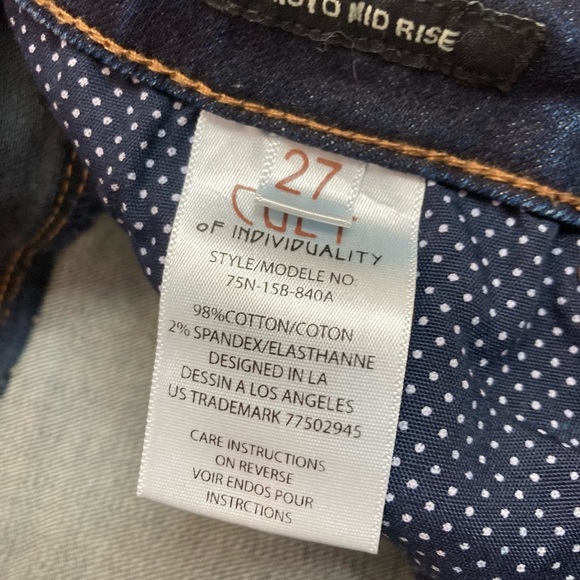 MID RISE
27
CULT
OF INDIVIDUALITY
STYLE/MODELE NO:
75N-15B-840A
98%COTTON/COTON
2% SPANDEX/ELASTHANNE
DESIGNED IN LA
DESSIN A LOS ANGELES
US TRADEMARK 77502945
CARE INSTRUCTIONS
ON REVERSE
VOIR ENDOS POUR
INSTRCTIONS